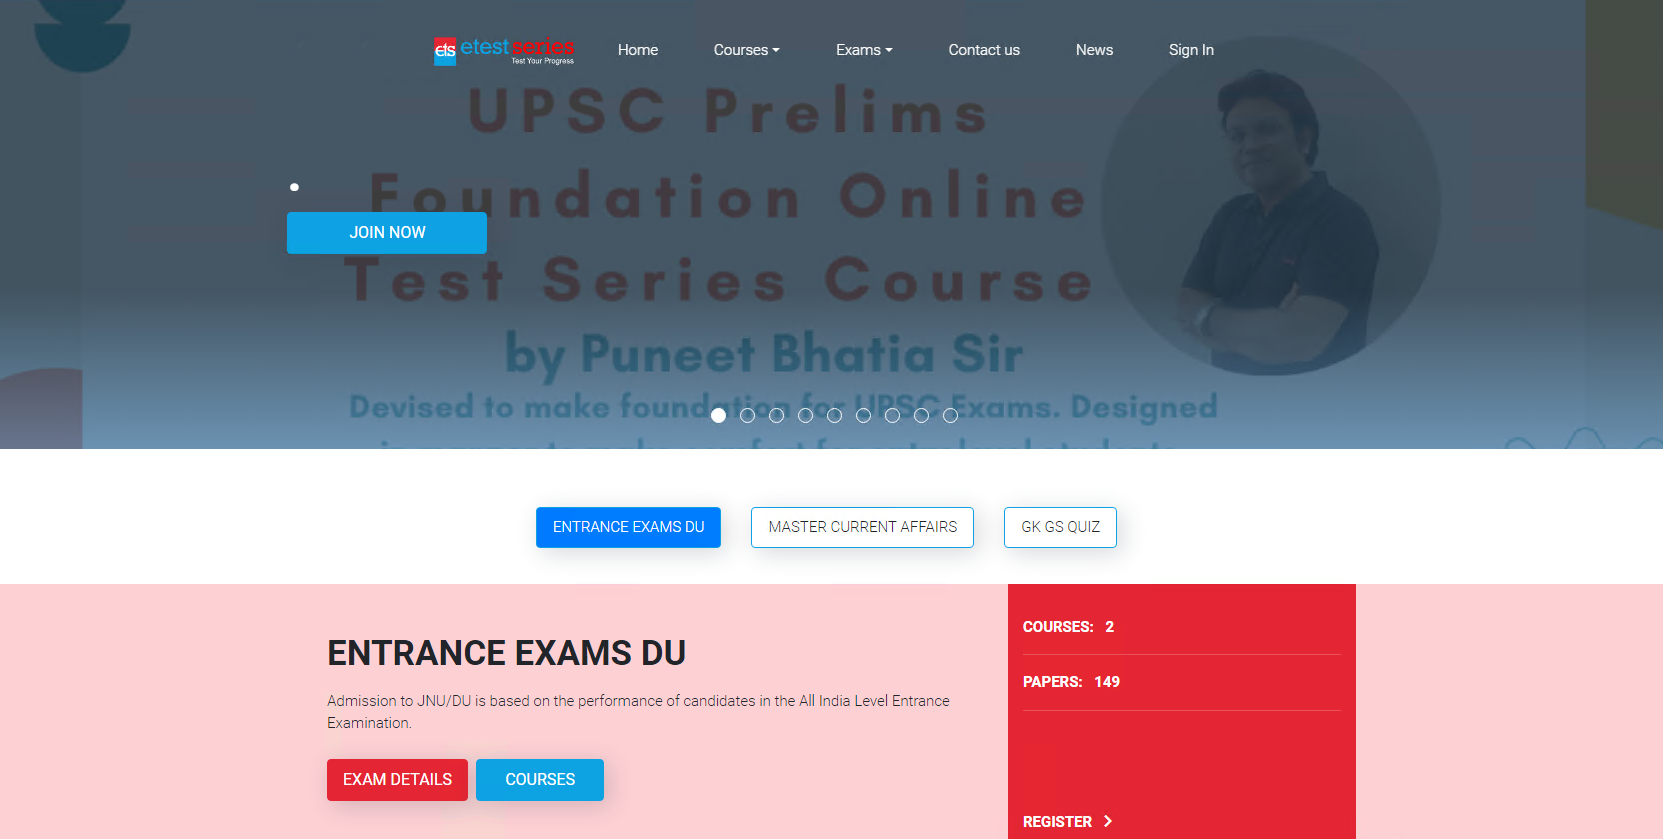 ets etest series
Test Your Progress
Home
Courses
Exams
Contact us
News
Sign In
UPSC Prelims
Foundation Online
Test Series Course
by Puneet Bhatia Sir
Devised to make foundation for UPSC Exams. Designed
JOIN NOW
ENTRANCE EXAMS DU
MASTER CURRENT AFFAIRS
GK GS QUIZ
ENTRANCE EXAMS DU
Admission to JNU/DU is based on the performance of candidates in the All India Level Entrance
Examination.
EXAM DETAILS
COURSES
COURSES: 2
PAPERS: 149
REGISTER